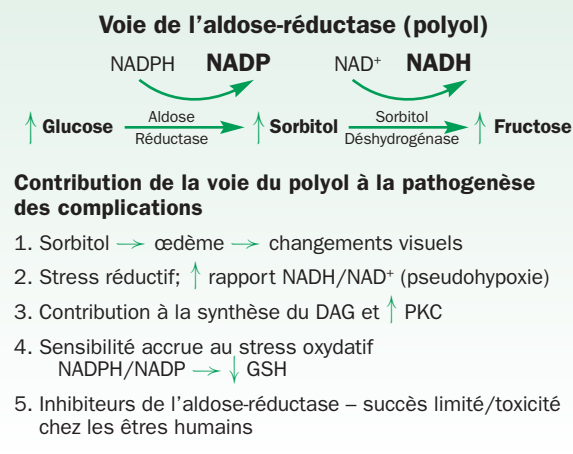 Voie de l’aldose-réductase (polyol)
NADPH NADP NAD⁺ NADH
↑ Glucose Aldose Réductase → ↑ Sorbitol Sorbitol Déshydrogénase → ↑ Fructose
Contribution de la voie du polyol à la pathogenèse
des complications
1. Sorbitol → œdème → changements visuels
2. Stress réductif; ↑ rapport NADH/NAD⁺ (pseudohypoxie)
3. Contribution à la synthèse du DAG et ↑ PKC
4. Sensibilité accrue au stress oxydatif
NADPH/NADP → ↓ GSH
5. Inhibiteurs de l’aldose-réductase – succès limité/toxicité
chez les êtres humains